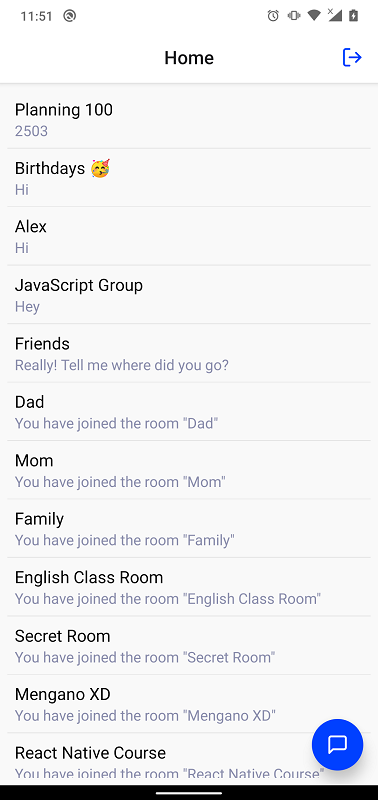 11:51
Home
Planning 100
2503
Birthdays 🥳
Hi
Alex
Hi
JavaScript Group
Hey
Friends
Really! Tell me where did you go?
Dad
You have joined the room "Dad"
Mom
You have joined the room "Mom"
Family
You have joined the room "Family"
English Class Room
You have joined the room "English Class Room"
Secret Room
You have joined the room "Secret Room"
Mengano XD
You have joined the room "Mengano XD"
React Native Course
You have joined the room "React Native Course"